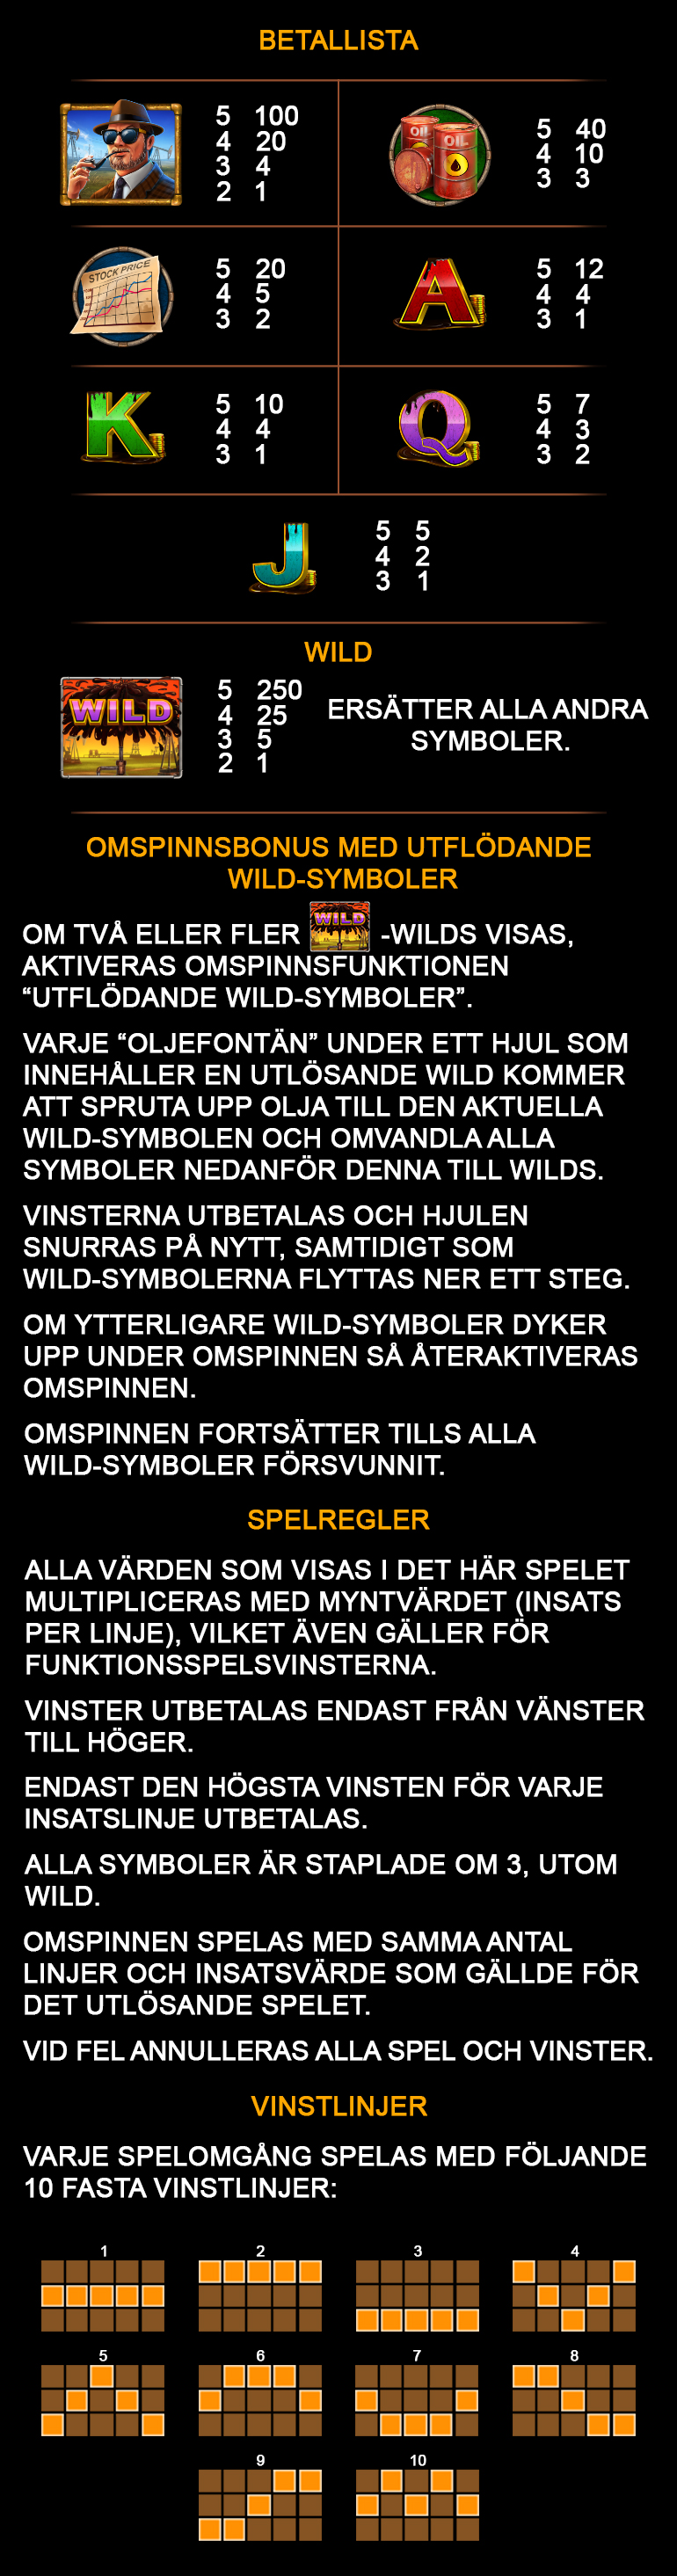 BETALLISTA
5 100
4 20
3 4
2 1
OIL
OIL
5 40
4 10
3 3
STOCK PRICE
5 20
4 5
3 2
A
5 12
4 4
3 1
K
5 10
4 4
3 1
Q
5 7
4 3
3 2
J
5 5
4 2
3 1
WILD
WILD
5 250
4 25
3 5
2 1
ERSÄTTER ALLA ANDRA
SYMBOLER.
OMSPINNSBONUS MED UTFLÖDANDE
WILD-SYMBOLER
OM TVÅ ELLER FLER WILD -WILDS VISAS,
AKTIVERAS OMSPINNSFUNKTIONEN
“UTFLÖDANDE WILD-SYMBOLER”.
VARJE “OLJEFONTÄN” UNDER ETT HJUL SOM
INNEHÅLLER EN UTLÖSANDE WILD KOMMER
ATT SPRUTA UPP OLJA TILL DEN AKTUELLA
WILD-SYMBOLEN OCH OMVANDLA ALLA
SYMBOLER NEDANFÖR DENNA TILL WILDS.
VINSTERNA UTBETALAS OCH HJULEN
SNURRAS PÅ NYTT, SAMTIDIGT SOM
WILD-SYMBOLERNA FLYTTAS NER ETT STEG.
OM YTTERLIGARE WILD-SYMBOLER DYKER
UPP UNDER OMSPINNEN SÅ ÅTERAKTIVERAS
OMSPINNEN.
OMSPINNEN FORTSÄTTER TILLS ALLA
WILD-SYMBOLER FÖRSVUNNIT.
SPELREGLER
ALLA VÄRDEN SOM VISAS I DET HÄR SPELET
MULTIPLICERAS MED MYNTVÄRDET (INSATS
PER LINJE), VILKET ÄVEN GÄLLER FÖR
FUNKTIONSSPELSVINSTERNA.
VINSTER UTBETALAS ENDAST FRÅN VÄNSTER
TILL HÖGER.
ENDAST DEN HÖGSTA VINSTEN FÖR VARJE
INSATSLINJE UTBETALAS.
ALLA SYMBOLER ÄR STAPLADE OM 3, UTOM
WILD.
OMSPINNEN SPELAS MED SAMMA ANTAL
LINJER OCH INSATSVÄRDE SOM GÄLLDE FÖR
DET UTLÖSANDE SPELET.
VID FEL ANNULLERAS ALLA SPEL OCH VINSTER.
VINSTLINJER
VARJE SPELOMGÅNG SPELAS MED FÖLJANDE
10 FASTA VINSTLINJER:
1 2 3 4
5 6 7 8
9 10